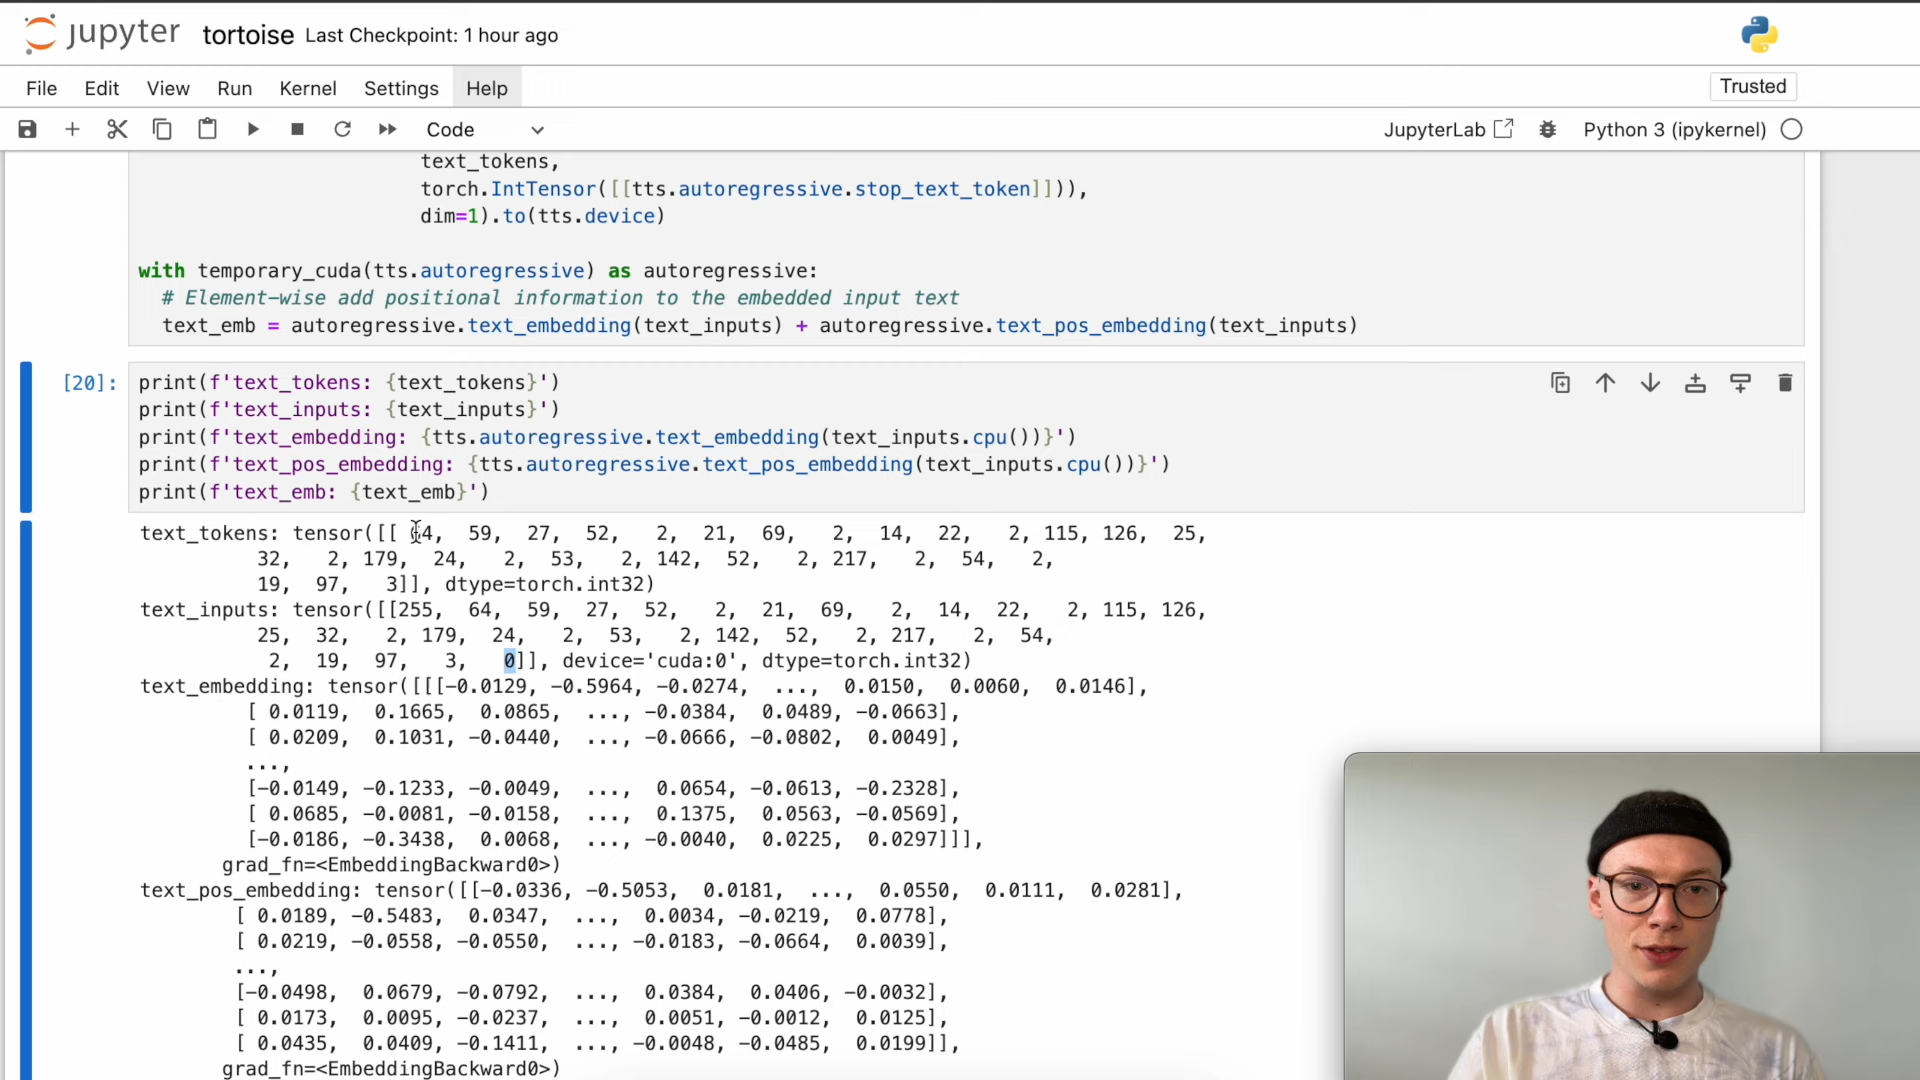 jupyter tortoise Last Checkpoint: 1 hour ago
File Edit View Run Kernel Settings Help Trusted
Code JupyterLab Python 3 (ipykernel)
text_tokens,
torch.IntTensor([[tts.autoregressive.stop_text_token]])),
dim=1).to(tts.device)
with temporary_cuda(tts.autoregressive) as autoregressive:
# Element-wise add positional information to the embedded input text
text_emb = autoregressive.text_embedding(text_inputs) + autoregressive.text_pos_embedding(text_inputs)
[20]: print(f'text_tokens: {text_tokens}')
print(f'text_inputs: {text_inputs}')
print(f'text_embedding: {tts.autoregressive.text_embedding(text_inputs.cpu())}')
print(f'text_pos_embedding: {tts.autoregressive.text_pos_embedding(text_inputs.cpu())}')
print(f'text_emb: {text_emb}')
text_tokens: tensor([[ 64, 59, 27, 52, 2, 21, 69, 2, 14, 22, 2, 115, 126, 25,
32, 2, 179, 24, 2, 53, 2, 142, 52, 2, 217, 2, 54, 2,
19, 97, 3]], dtype=torch.int32)
text_inputs: tensor([[255, 64, 59, 27, 52, 2, 21, 69, 2, 14, 22, 2, 115, 126,
25, 32, 2, 179, 24, 2, 53, 2, 142, 52, 2, 217, 2, 54,
2, 19, 97, 3, 0]], device='cuda:0', dtype=torch.int32)
text_embedding: tensor([[[-0.0129, -0.5964, -0.0274, ..., 0.0150, 0.0060, 0.0146],
[ 0.0119, 0.1665, 0.0865, ..., -0.0384, 0.0489, -0.0663],
[ 0.0209, 0.1031, -0.0440, ..., -0.0666, -0.0802, 0.0049],
...,
[-0.0149, -0.1233, -0.0049, ..., 0.0654, -0.0613, -0.2328],
[ 0.0685, -0.0081, -0.0158, ..., 0.1375, 0.0563, -0.0569],
[-0.0186, -0.3438, 0.0068, ..., -0.0040, 0.0225, 0.0297]]],
grad_fn=<EmbeddingBackward0>)
text_pos_embedding: tensor([[-0.0336, -0.5053, 0.0181, ..., 0.0550, 0.0111, 0.0281],
[ 0.0189, -0.5483, 0.0347, ..., 0.0034, -0.0219, 0.0778],
[ 0.0219, -0.0558, -0.0550, ..., -0.0183, -0.0664, 0.0039],
...,
[-0.0498, 0.0679, -0.0792, ..., 0.0384, 0.0406, -0.0032],
[ 0.0173, 0.0095, -0.0237, ..., 0.0051, -0.0012, 0.0125],
[ 0.0435, 0.0409, -0.1411, ..., -0.0048, -0.0485, 0.0199]],
grad_fn=<EmbeddingBackward0>)